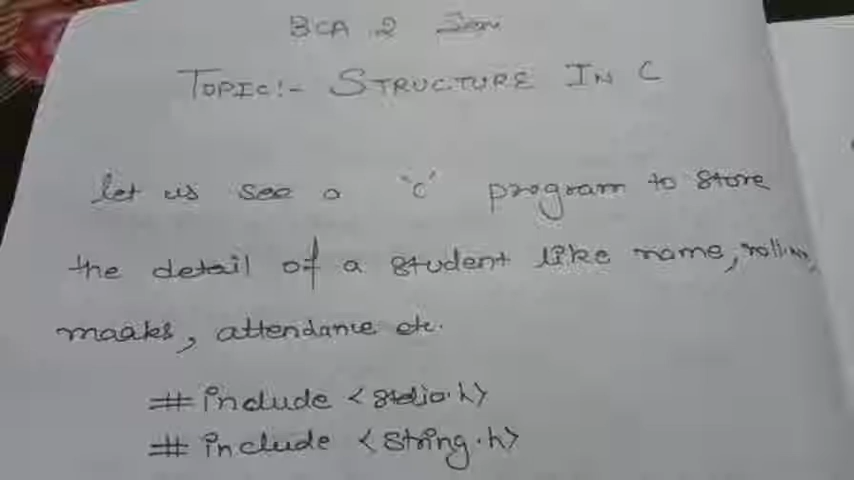 BCA 2 Sem
TOPIC:- STRUCTURE IN C
let us see a "C" program to store
the detail of a student like name,
marks, attendance etc.
# include <stdio.h>
# include <string.h>